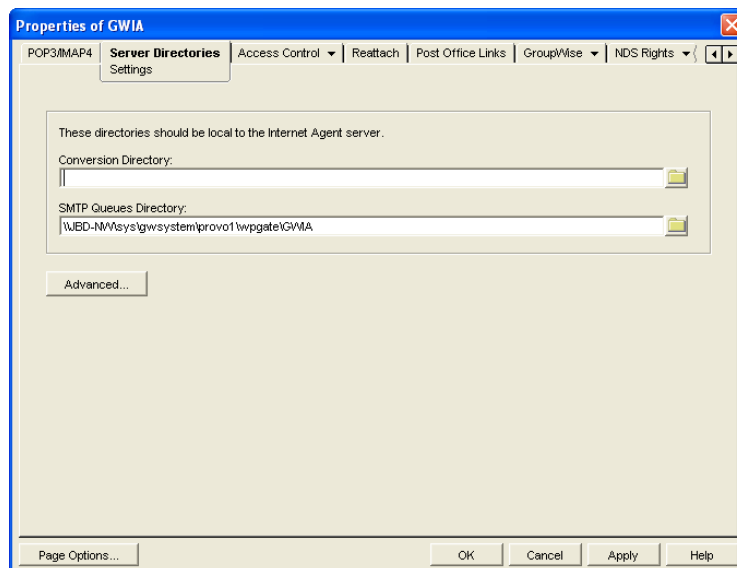 Properties of GWIA
POP3/IMAP4 Server Directories Access Control Reattach Post Office Links GroupWise NDS Rights
Settings
These directories should be local to the Internet Agent server.
Conversion Directory:
SMTP Queues Directory:
\\JBD-NW\sys\gwsystem\provo1\wpgate\GWIA
Advanced...
Page Options... OK Cancel Apply Help